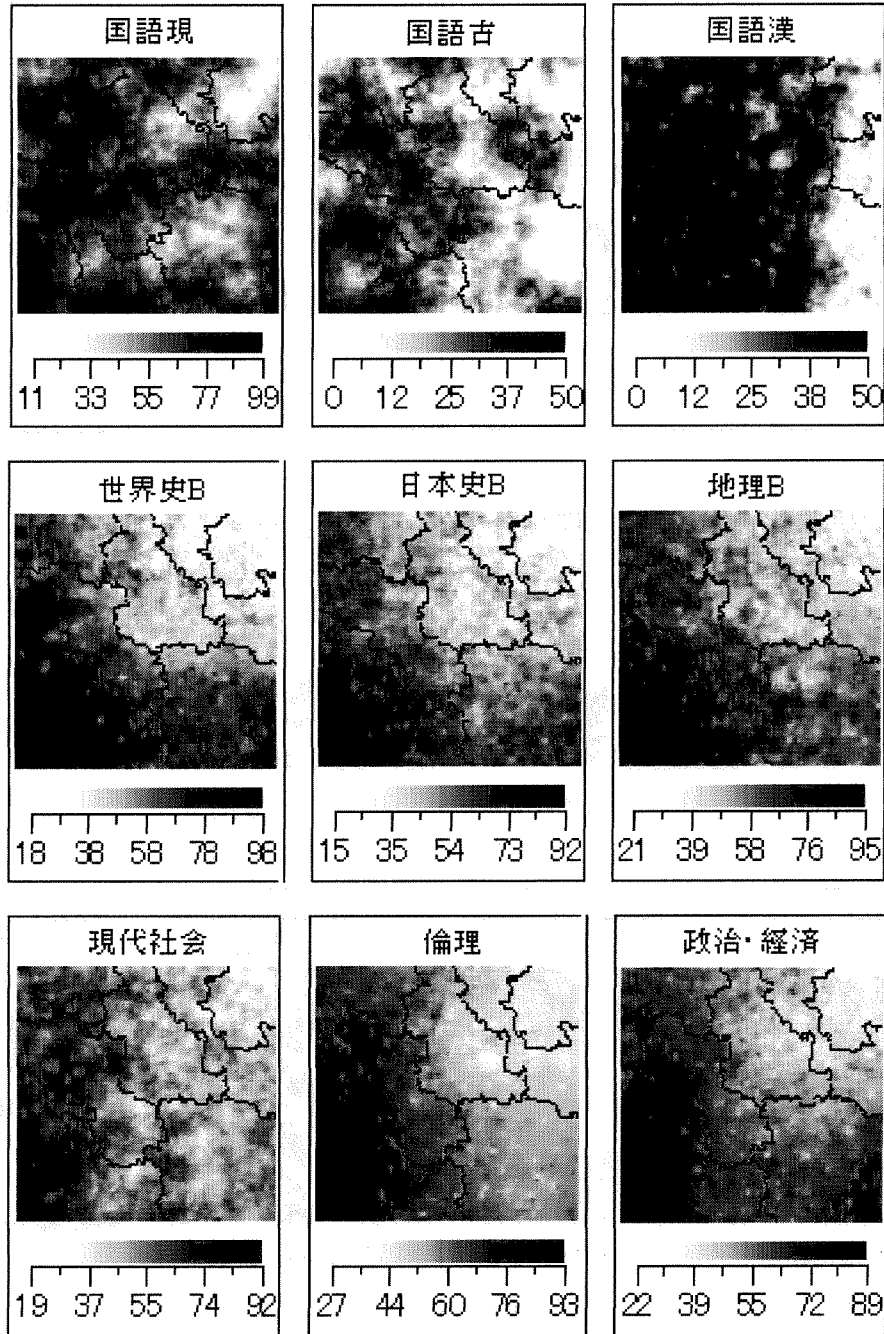 国語現
11 33 55 77 99
国語古
0 12 25 37 50
国語漢
0 12 25 38 50
世界史B
18 38 58 78 98
日本史B
15 35 54 73 92
地理B
21 39 58 76 95
現代社会
19 37 55 74 92
倫理
27 44 60 76 93
政治・経済
22 39 55 72 89